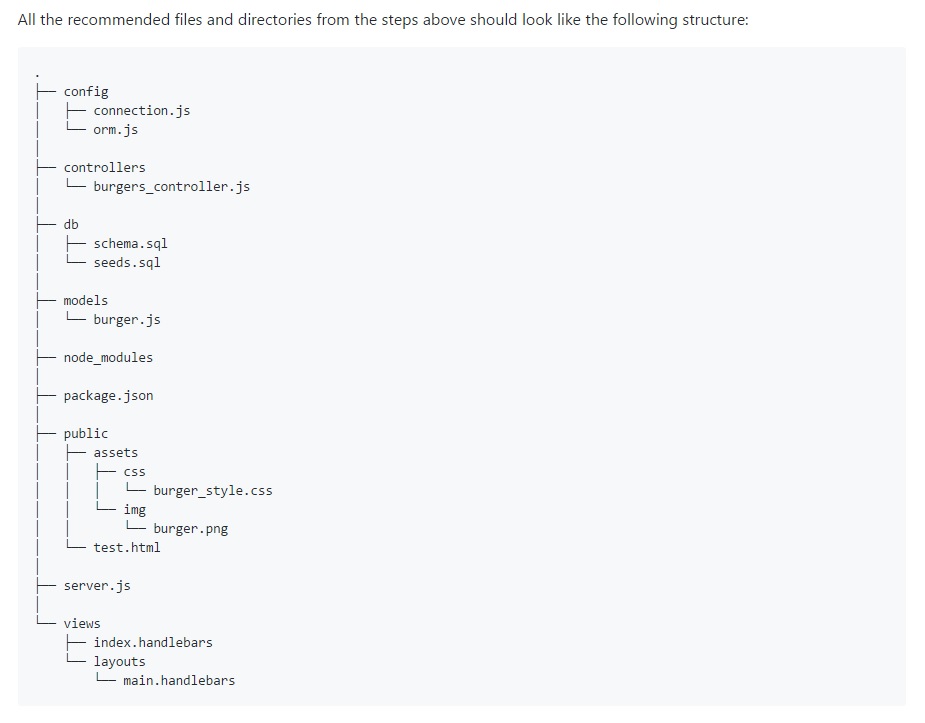 All the recommended files and directories from the steps above should look like the following structure:
.
├── config
│   ├── connection.js
│   └── orm.js
│
├── controllers
│   └── burgers_controller.js
│
├── db
│   ├── schema.sql
│   └── seeds.sql
│
├── models
│   └── burger.js
│
├── node_modules
│
├── package.json
│
├── public
│   ├── assets
│   │   ├── css
│   │   │   └── burger_style.css
│   │   └── img
│   │       └── burger.png
│   └── test.html
│
├── server.js
│
└── views
    ├── index.handlebars
    └── layouts
        └── main.handlebars